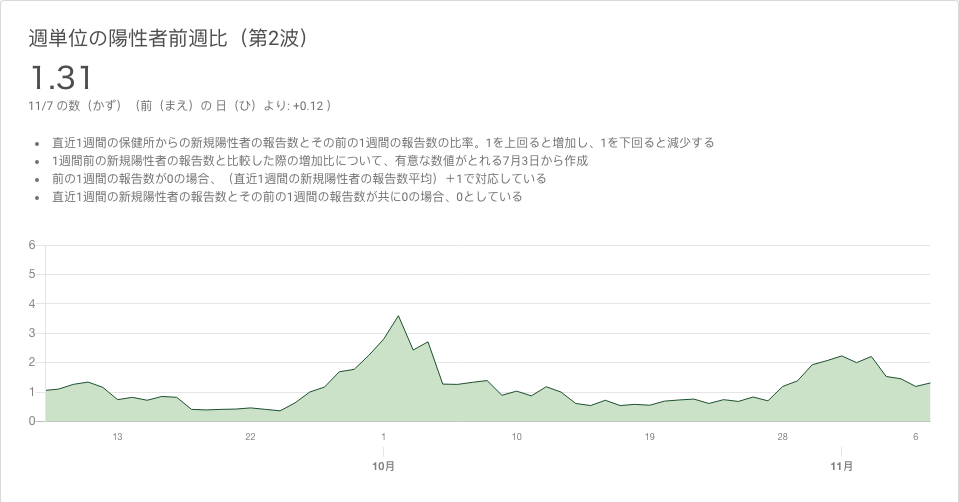 週単位の陽性者前週比（第2波）
1.31
11/7 の数（かず）（前（まえ）の 日（ひ）より: +0.12 ）
• 直近1週間の保健所からの新規陽性者の報告数とその前の1週間の報告数の比率。1を上回ると増加し、1を下回ると減少する
• 1週間前の新規陽性者の報告数と比較した際の増加比について、有意な数値がとれる7月3日から作成
• 前の1週間の報告数が0の場合、（直近1週間の新規陽性者の報告数平均）＋1で対応している
• 直近1週間の新規陽性者の報告数とその前の1週間の報告数が共に0の場合、0としている
6
5
4
3
2
1
0
13 22 1 10 19 28 6
10月 11月